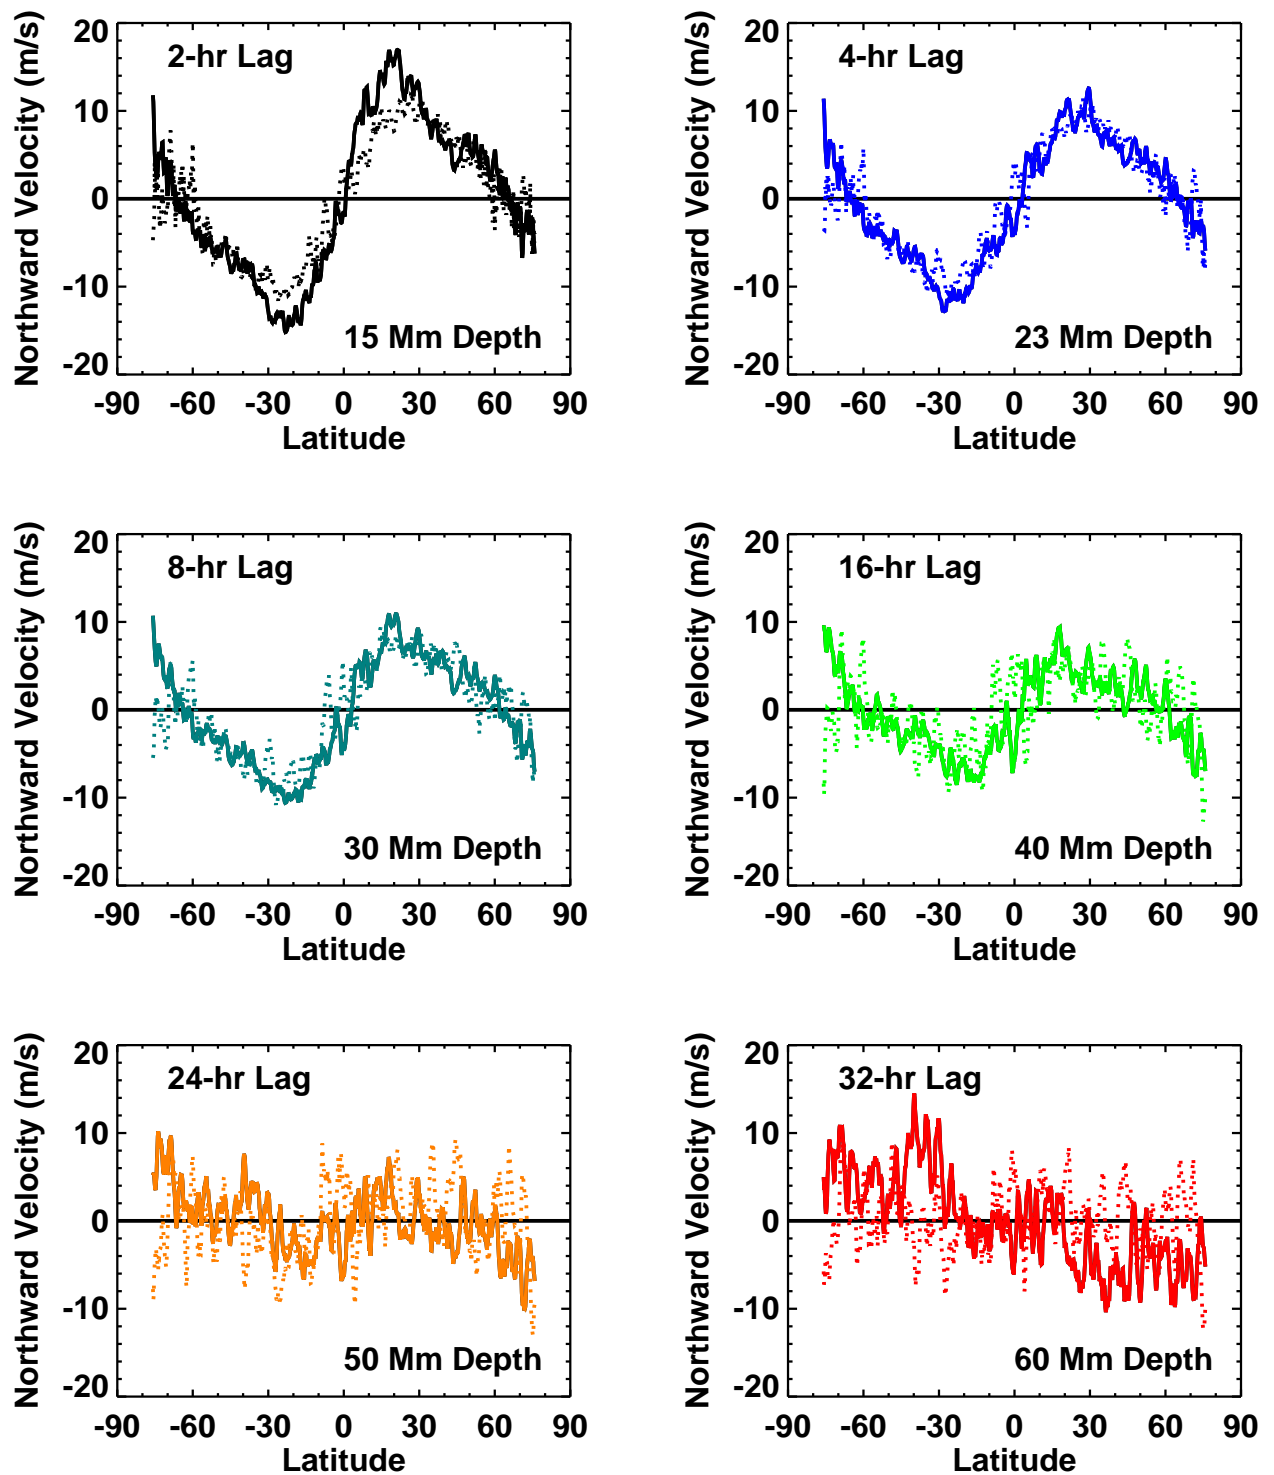 2-hr Lag
15 Mm Depth
Northward Velocity (m/s)
20
10
0
-10
-20
-90 -60 -30 0 30 60 90
Latitude
4-hr Lag
23 Mm Depth
Northward Velocity (m/s)
20
10
0
-10
-20
-90 -60 -30 0 30 60 90
Latitude
8-hr Lag
30 Mm Depth
Northward Velocity (m/s)
20
10
0
-10
-20
-90 -60 -30 0 30 60 90
Latitude
16-hr Lag
40 Mm Depth
Northward Velocity (m/s)
20
10
0
-10
-20
-90 -60 -30 0 30 60 90
Latitude
24-hr Lag
50 Mm Depth
Northward Velocity (m/s)
20
10
0
-10
-20
-90 -60 -30 0 30 60 90
Latitude
32-hr Lag
60 Mm Depth
Northward Velocity (m/s)
20
10
0
-10
-20
-90 -60 -30 0 30 60 90
Latitude